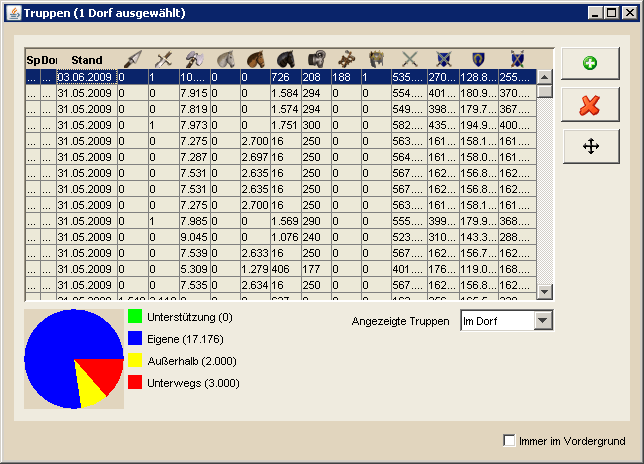 Truppen (1 Dorf ausgewählt)
Sp Dor Stand
... ... 03.06.2009 0 1 10.... 0 0 726 208 188 1 535.... 270... 128.8... 255....
... ... 31.05.2009 0 0 7.915 0 0 1.584 294 0 0 554.... 401... 180.9... 370....
... ... 31.05.2009 0 0 7.819 0 0 1.574 294 0 0 549.... 398... 179.7... 367....
... ... 31.05.2009 0 1 7.973 0 0 1.751 300 0 0 582.... 435... 194.9... 400....
... ... 31.05.2009 0 0 7.275 0 2.700 16 250 0 0 563.... 161... 158.1... 161....
... ... 31.05.2009 0 0 7.287 0 2.697 16 250 0 0 564.... 161... 158.0... 161....
... ... 31.05.2009 0 0 7.531 0 2.635 16 250 0 0 567.... 162... 156.8... 162....
... ... 31.05.2009 0 0 7.531 0 2.635 16 250 0 0 567.... 162... 156.8... 162....
... ... 31.05.2009 0 0 7.275 0 2.700 16 250 0 0 563.... 161... 158.1... 161....
... ... 31.05.2009 0 1 7.985 0 0 1.569 290 0 0 555.... 399... 179.9... 368....
... ... 31.05.2009 0 0 9.045 0 0 1.076 240 0 0 523.... 310... 143.3... 288....
... ... 31.05.2009 0 0 7.539 0 2.633 16 250 0 0 567.... 162... 156.7... 162....
... ... 31.05.2009 0 0 5.309 0 1.279 406 177 0 0 401.... 176... 119.0... 168....
... ... 31.05.2009 0 0 7.535 0 2.634 16 250 0 0 567.... 162... 156.8... 162....
Unterstützung (0)
Eigene (17.176)
Außerhalb (2.000)
Unterwegs (3.000)
Angezeigte Truppen Im Dorf
Immer im Vordergrund